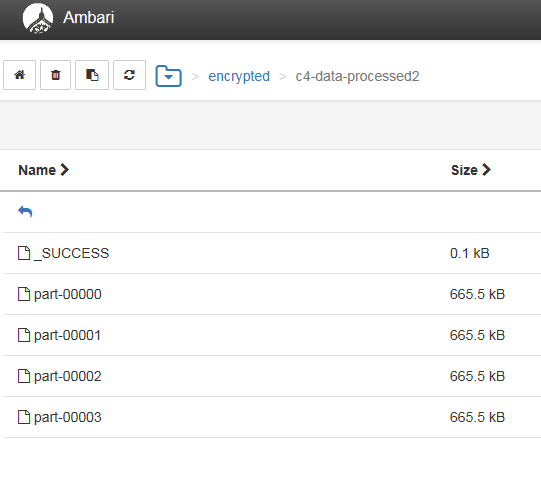 Ambari
> encrypted > c4-data-processed2
Name Size
_SUCCESS 0.1 kB
part-00000 665.5 kB
part-00001 665.5 kB
part-00002 665.5 kB
part-00003 665.5 kB